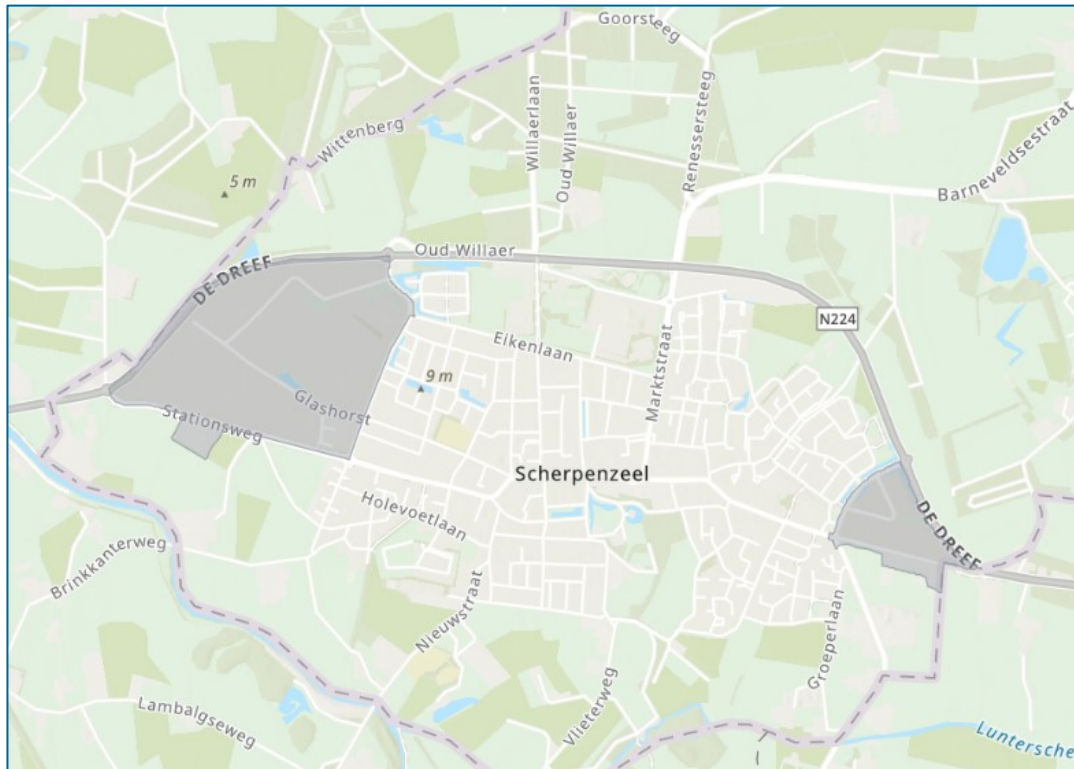 Goorsteeg
Wittenberg
Willaerlaan
Oud Willaer
Renessersteeg
Barneveldsestraat
5 m
DE DREEF
Oud Willaer
N224
Eikenlaan
Marktstraat
9 m
Glashorst
Stationsweg
Scherpenzeel
Holevoetlaan
DE DREEF
Brinkkanterweg
Nieuwstraat
Groeperlaan
Vlieterweg
Lambalgseweg
Luntersche